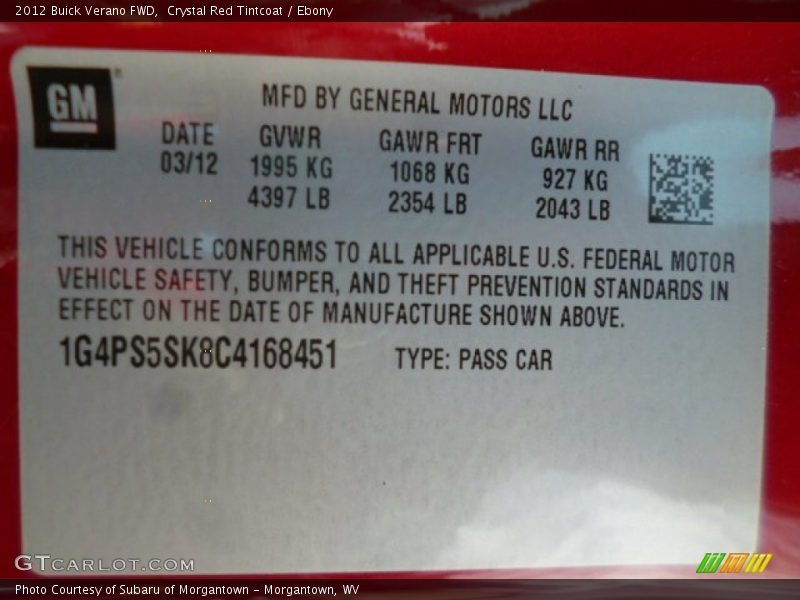 2012 Buick Verano FWD,  Crystal Red Tintcoat / Ebony
GM
MFD BY GENERAL MOTORS LLC
DATE GVWR GAWR FRT GAWR RR
03/12 1995 KG 1068 KG 927 KG
4397 LB 2354 LB 2043 LB
THIS VEHICLE CONFORMS TO ALL APPLICABLE U.S. FEDERAL MOTOR
VEHICLE SAFETY, BUMPER, AND THEFT PREVENTION STANDARDS IN
EFFECT ON THE DATE OF MANUFACTURE SHOWN ABOVE.
1G4PS5SK8C4168451 TYPE: PASS CAR
GTCARLOT.COM
Photo Courtesy of Subaru of Morgantown - Morgantown, WV